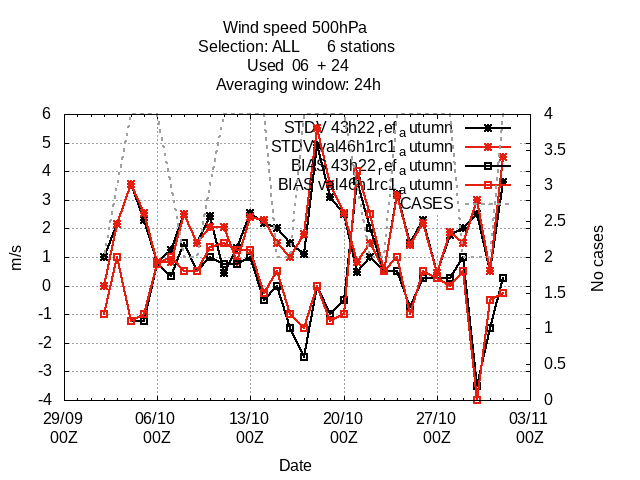 Wind speed 500hPa
Selection: ALL 6 stations
Used 06 + 24
Averaging window: 24h
STDV 43h22ref_autumn
STDV val46h1rc1_autumn
BIAS 43h22ref_autumn
BIAS val46h1rc1_autumn
CASES
6
5
4
3
2
1
0
-1
-2
-3
-4
m/s
4
3.5
3
2.5
2
1.5
1
0.5
0
No cases
29/09 06/10 13/10 20/10 27/10 03/11
00Z 00Z 00Z 00Z 00Z 00Z
Date